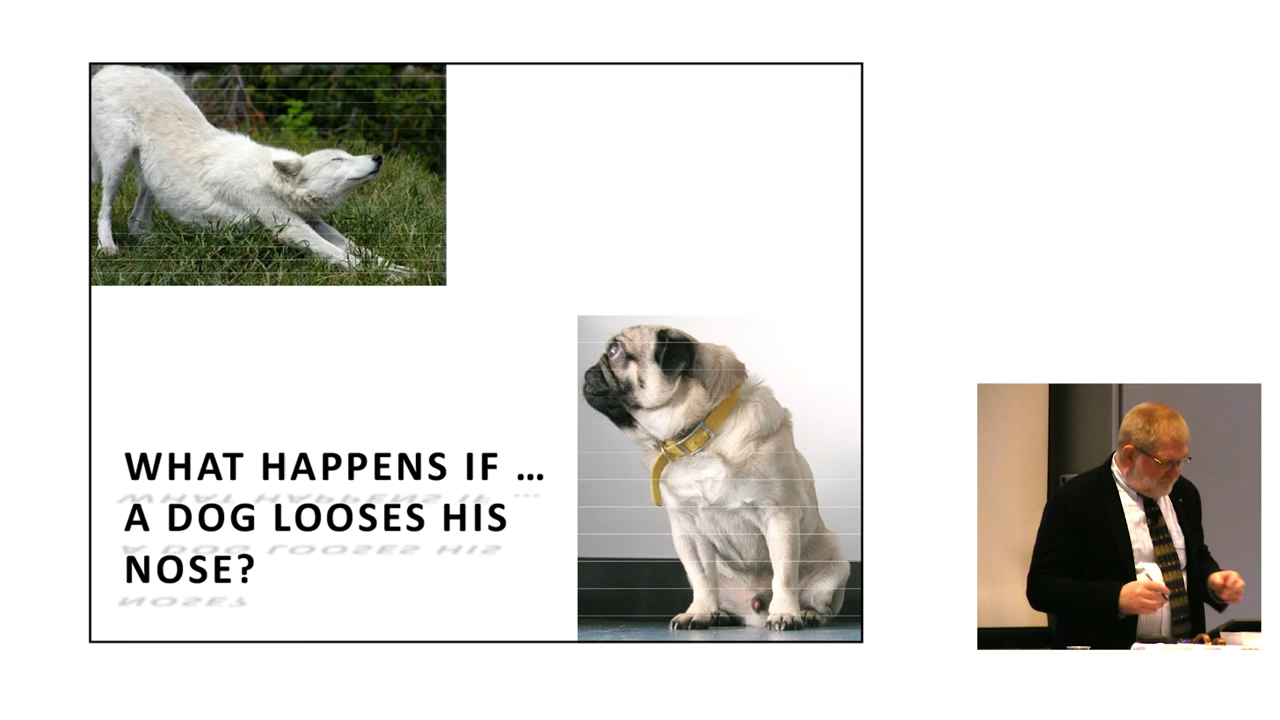 WHAT HAPPENS IF …
A DOG LOOSES HIS
NOSE?